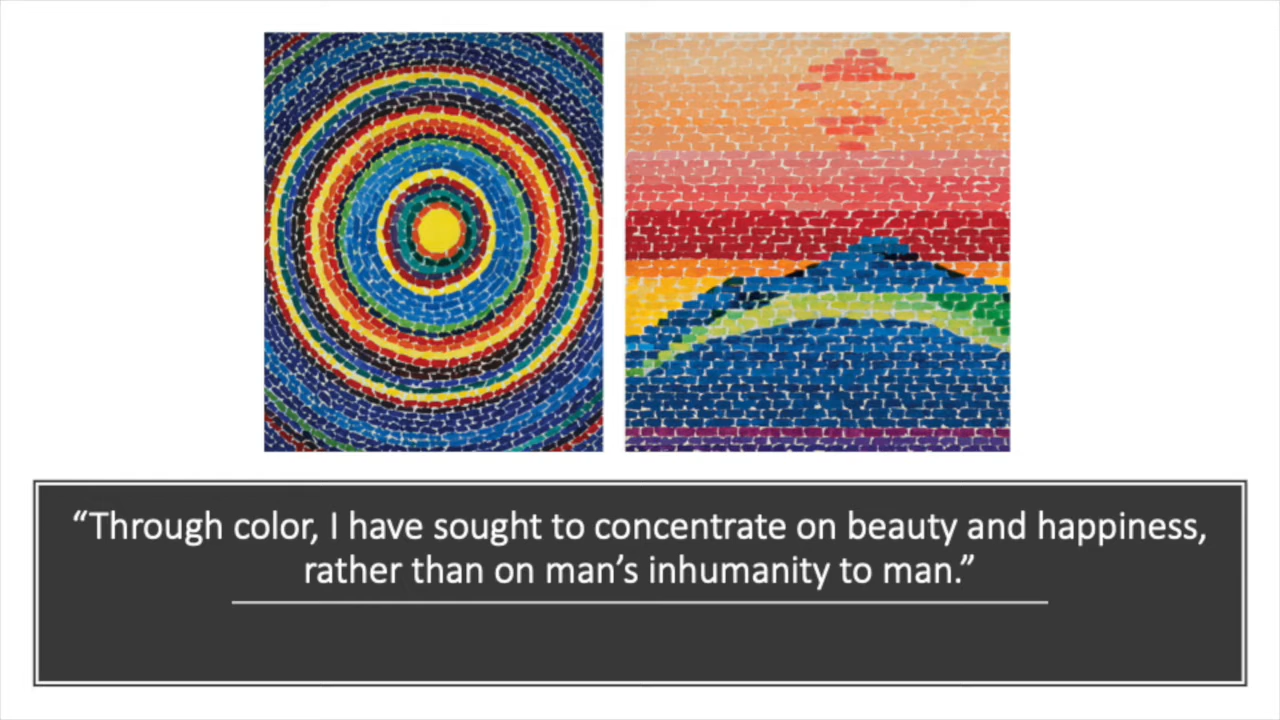 “Through color, I have sought to concentrate on beauty and happiness,
rather than on man’s inhumanity to man.”